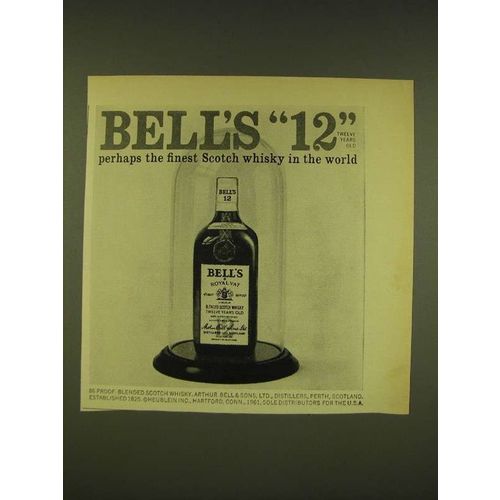 BELL'S "12" TWELVE YEARS OLD
perhaps the finest Scotch whisky in the world
BELL'S
12
BELL'S
ROYAL VAT
BLENDED SCOTCH WHISKY
TWELVE YEARS OLD
86 PROOF. BLENDED SCOTCH WHISKY. ARTHUR BELL & SONS, LTD., DISTILLERS, PERTH, SCOTLAND.
ESTABLISHED 1825. ©HEUBLEIN INC., HARTFORD, CONN., 1961, SOLE DISTRIBUTORS FOR THE U.S.A.